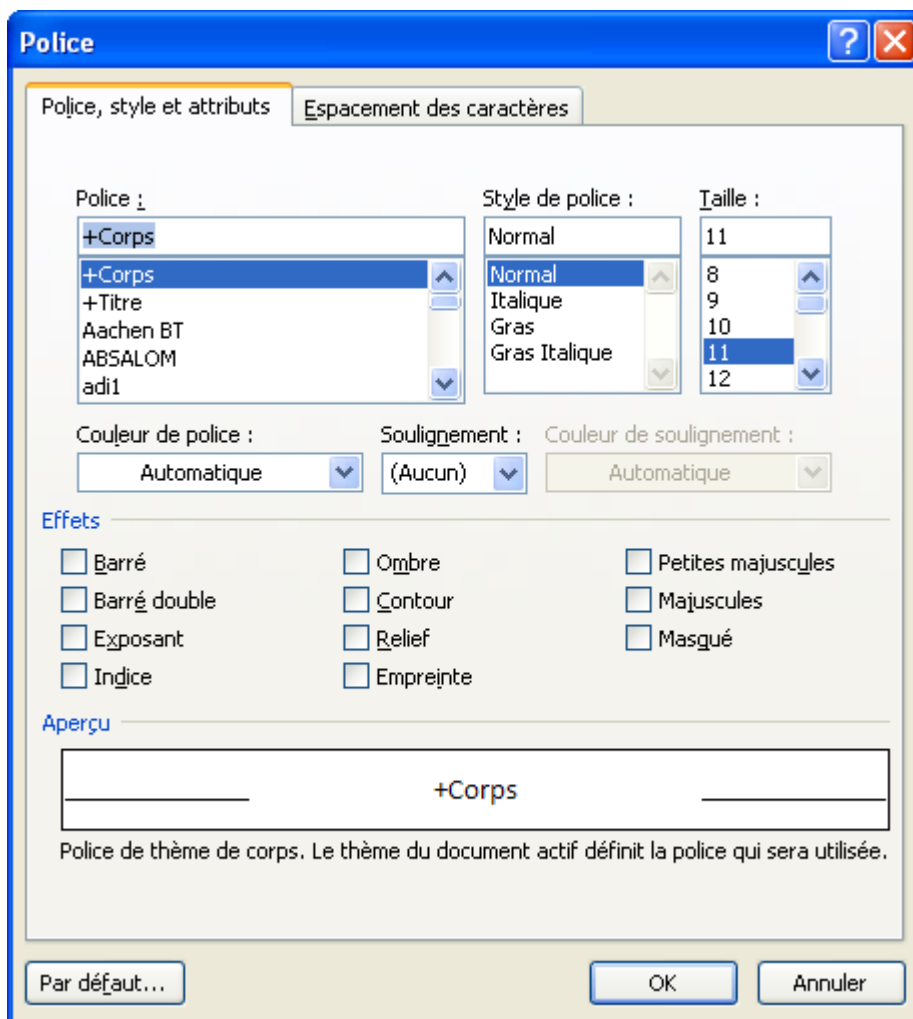 Police
Police, style et attributs Espacement des caractères
Police : Style de police : Taille :
+Corps Normal 11
+Corps Normal 8
+Titre Italique 9
Aachen BT Gras 10
ABSALOM Gras Italique 11
adi1 12
Couleur de police : Soulignement : Couleur de soulignement :
Automatique (Aucun) Automatique
Effets
Barré Ombre Petites majuscules
Barré double Contour Majuscules
Exposant Relief Masqué
Indice Empreinte
Aperçu
+Corps
Police de thème de corps. Le thème du document actif définit la police qui sera utilisée.
Par défaut... OK Annuler